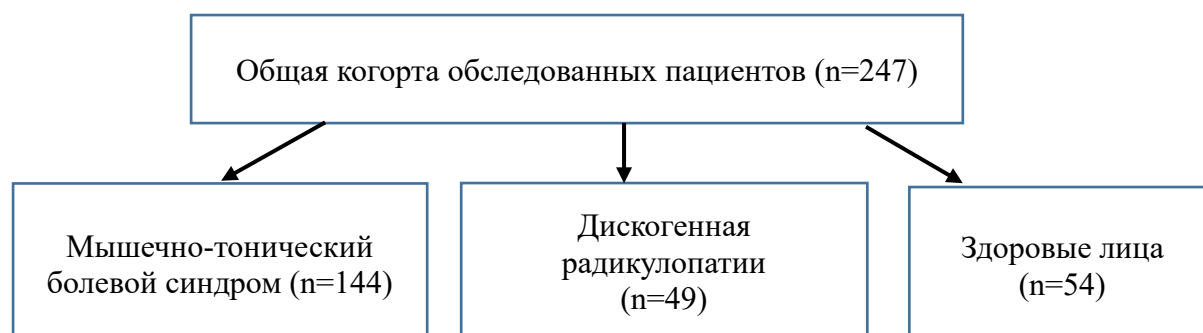 Общая когорта обследованных пациентов (n=247)
Мышечно-тонический
болевой синдром (n=144)
Дискогенная
радикулопатии
(n=49)
Здоровые лица
(n=54)